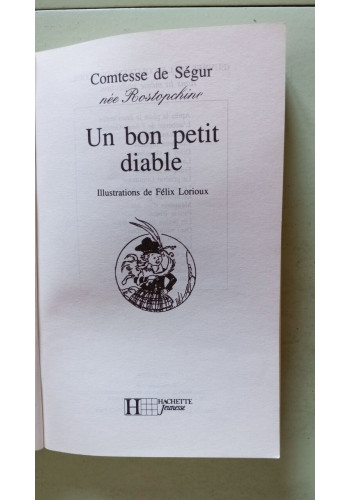 Comtesse de Ségur
née Rostopchine
Un bon petit
diable
Illustrations de Félix Lorioux
H HACHETTE
Jeunesse